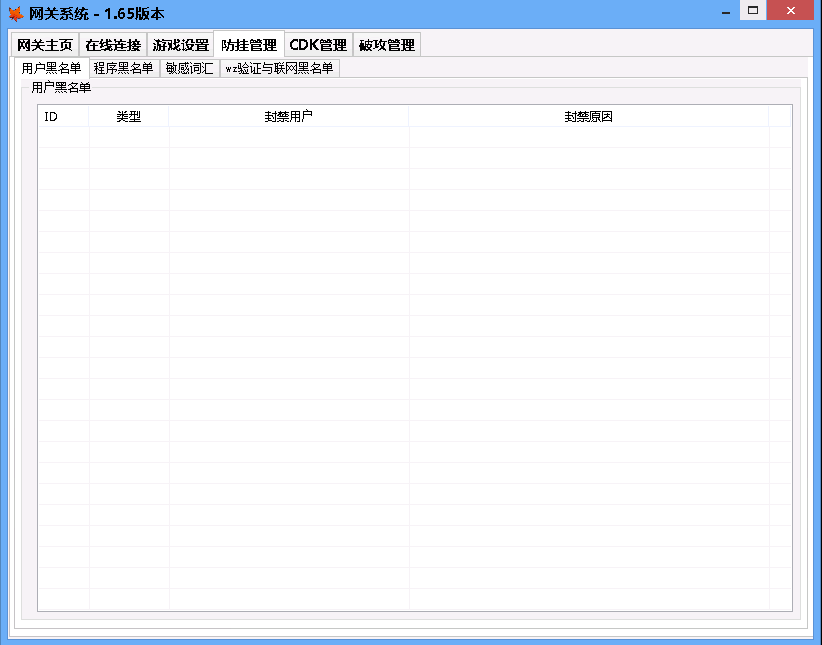 网关系统 - 1.65版本
网关主页 在线连接 游戏设置 防挂管理 CDK管理 破攻管理
用户黑名单 程序黑名单 敏感词汇 wz验证与联网黑名单
用户黑名单
ID 类型 封禁用户 封禁原因